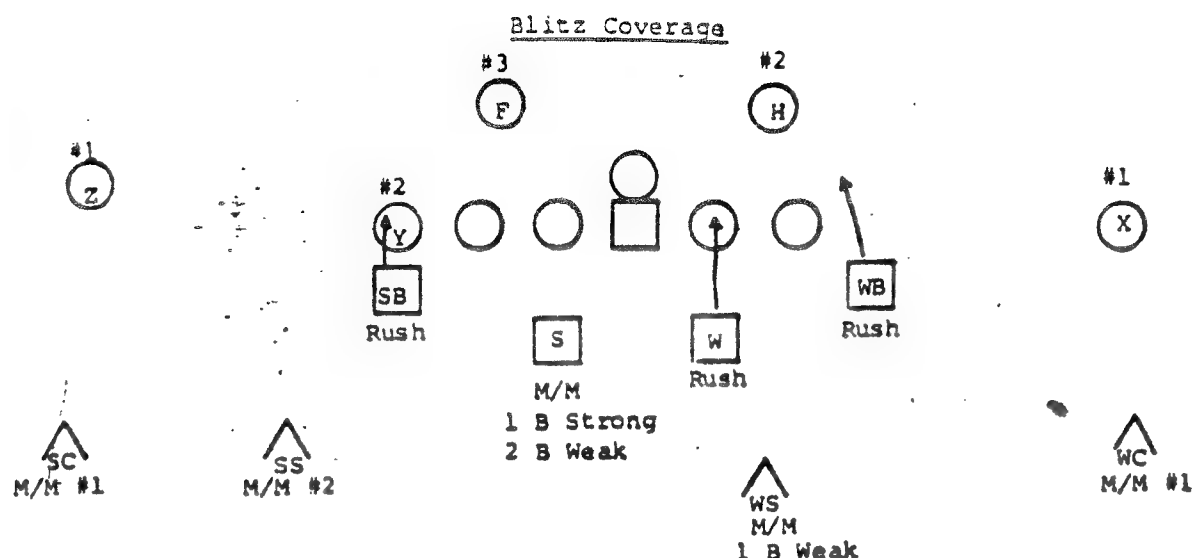 Blitz Coverage
#3
#2
F
H
#1
Z
#2
Y
#1
X
SB
Rush
WB
Rush
S
M/M
1 B Strong
2 B Weak
W
Rush
SC
M/M #1
SS
M/M #2
WS
M/M
1 B Weak
WC
M/M #1